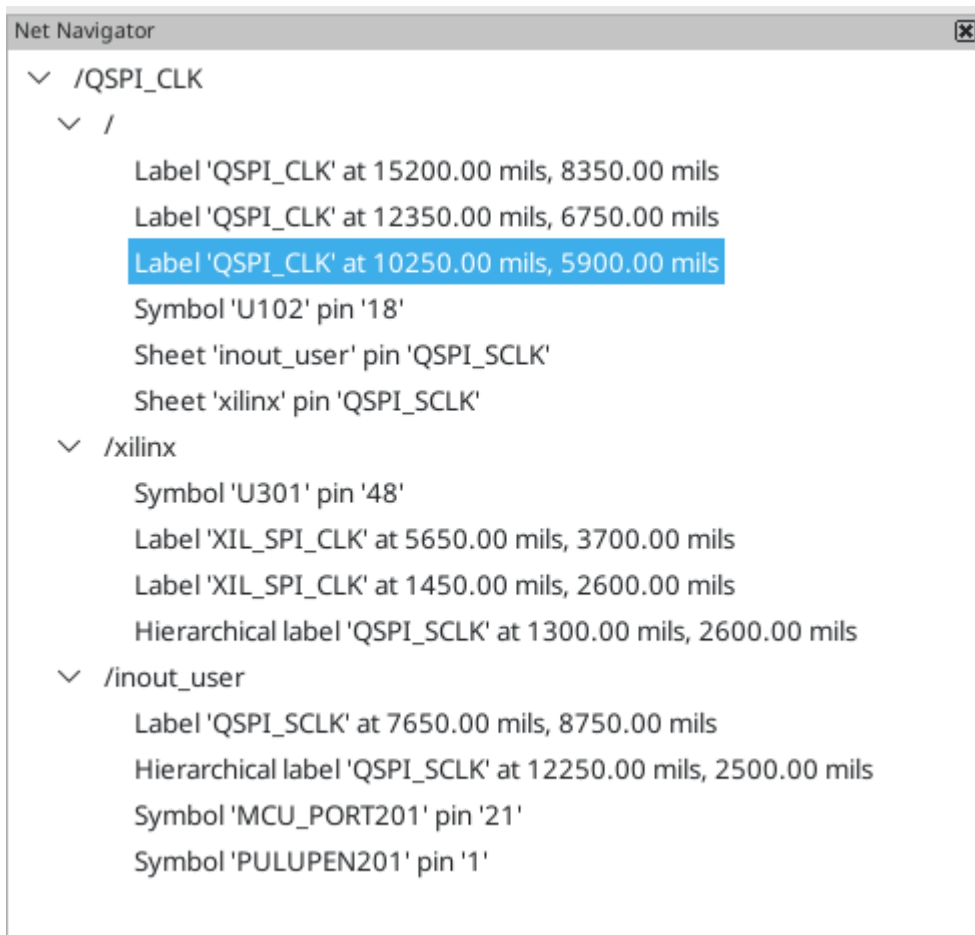 Net Navigator
/QSPI_CLK
/
Label 'QSPI_CLK' at 15200.00 mils, 8350.00 mils
Label 'QSPI_CLK' at 12350.00 mils, 6750.00 mils
Label 'QSPI_CLK' at 10250.00 mils, 5900.00 mils
Symbol 'U102' pin '18'
Sheet 'inout_user' pin 'QSPI_SCLK'
Sheet 'xilinx' pin 'QSPI_SCLK'
/xilinx
Symbol 'U301' pin '48'
Label 'XIL_SPI_CLK' at 5650.00 mils, 3700.00 mils
Label 'XIL_SPI_CLK' at 1450.00 mils, 2600.00 mils
Hierarchical label 'QSPI_SCLK' at 1300.00 mils, 2600.00 mils
/inout_user
Label 'QSPI_SCLK' at 7650.00 mils, 8750.00 mils
Hierarchical label 'QSPI_SCLK' at 12250.00 mils, 2500.00 mils
Symbol 'MCU_PORT201' pin '21'
Symbol 'PULUPEN201' pin '1'